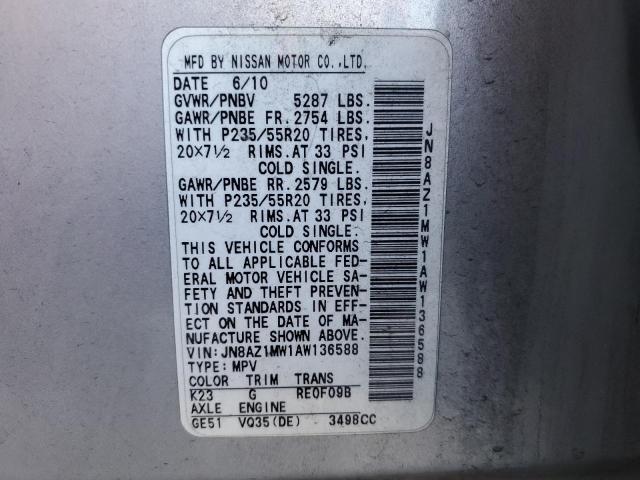 MFD BY NISSAN MOTOR CO.,LTD.
DATE 6/10
GVWR/PNBV 5287 LBS.
GAWR/PNBE FR. 2754 LBS.
WITH P235/55R20 TIRES,
20×7½ RIMS.AT 33 PSI
COLD SINGLE.
GAWR/PNBE RR. 2579 LBS.
WITH P235/55R20 TIRES,
20×7½ RIMS.AT 33 PSI
COLD SINGLE.
THIS VEHICLE CONFORMS
TO ALL APPLICABLE FED-
ERAL MOTOR VEHICLE SA-
FETY AND THEFT PREVEN-
TION STANDARDS IN EFF-
ECT ON THE DATE OF MA-
NUFACTURE SHOWN ABOVE.
VIN: JN8AZ1MW1AW136588
TYPE: MPV
COLOR TRIM TRANS
K23 G RE0F09B
AXLE ENGINE
GE51 VQ35(DE) 3498CC
JN8AZ1MW1AW136588